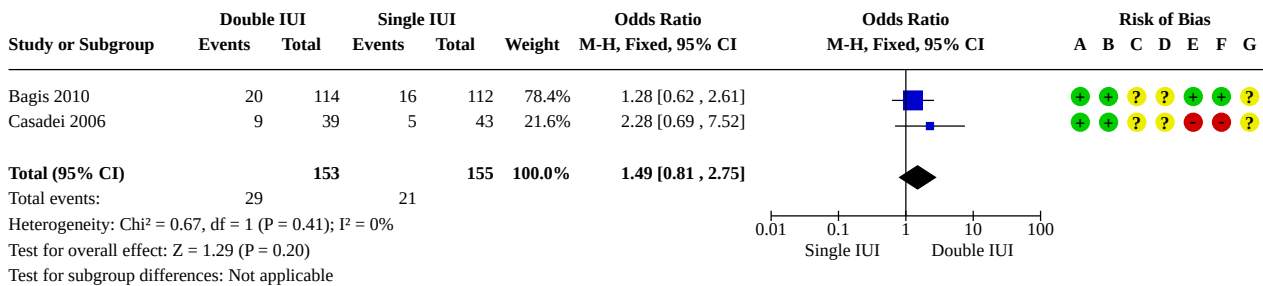 Double IUI Single IUI Odds Ratio Odds Ratio Risk of Bias
Study or Subgroup Events Total Events Total Weight M-H, Fixed, 95% CI M-H, Fixed, 95% CI A B C D E F G
Bagis 2010 20 114 16 112 78.4% 1.28 [0.62 , 2.61] + + ? ? + + ?
Casadei 2006 9 39 5 43 21.6% 2.28 [0.69 , 7.52] + + ? ? - - ?
Total (95% CI) 153 155 100.0% 1.49 [0.81 , 2.75]
Total events: 29 21
Heterogeneity: Chi² = 0.67, df = 1 (P = 0.41); I² = 0%
0.01 0.1 1 10 100
Test for overall effect: Z = 1.29 (P = 0.20) Single IUI Double IUI
Test for subgroup differences: Not applicable